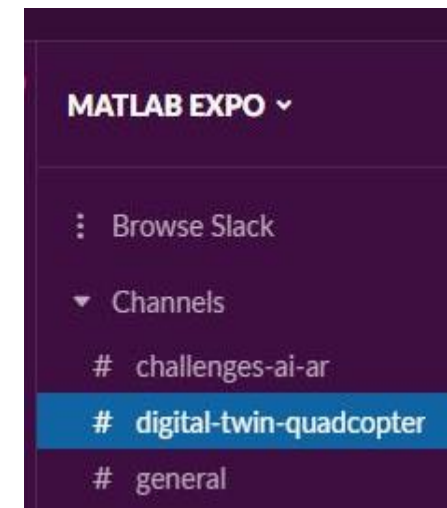 MATLAB EXPO
Browse Slack
Channels
# challenges-ai-ar
# digital-twin-quadcopter
# general